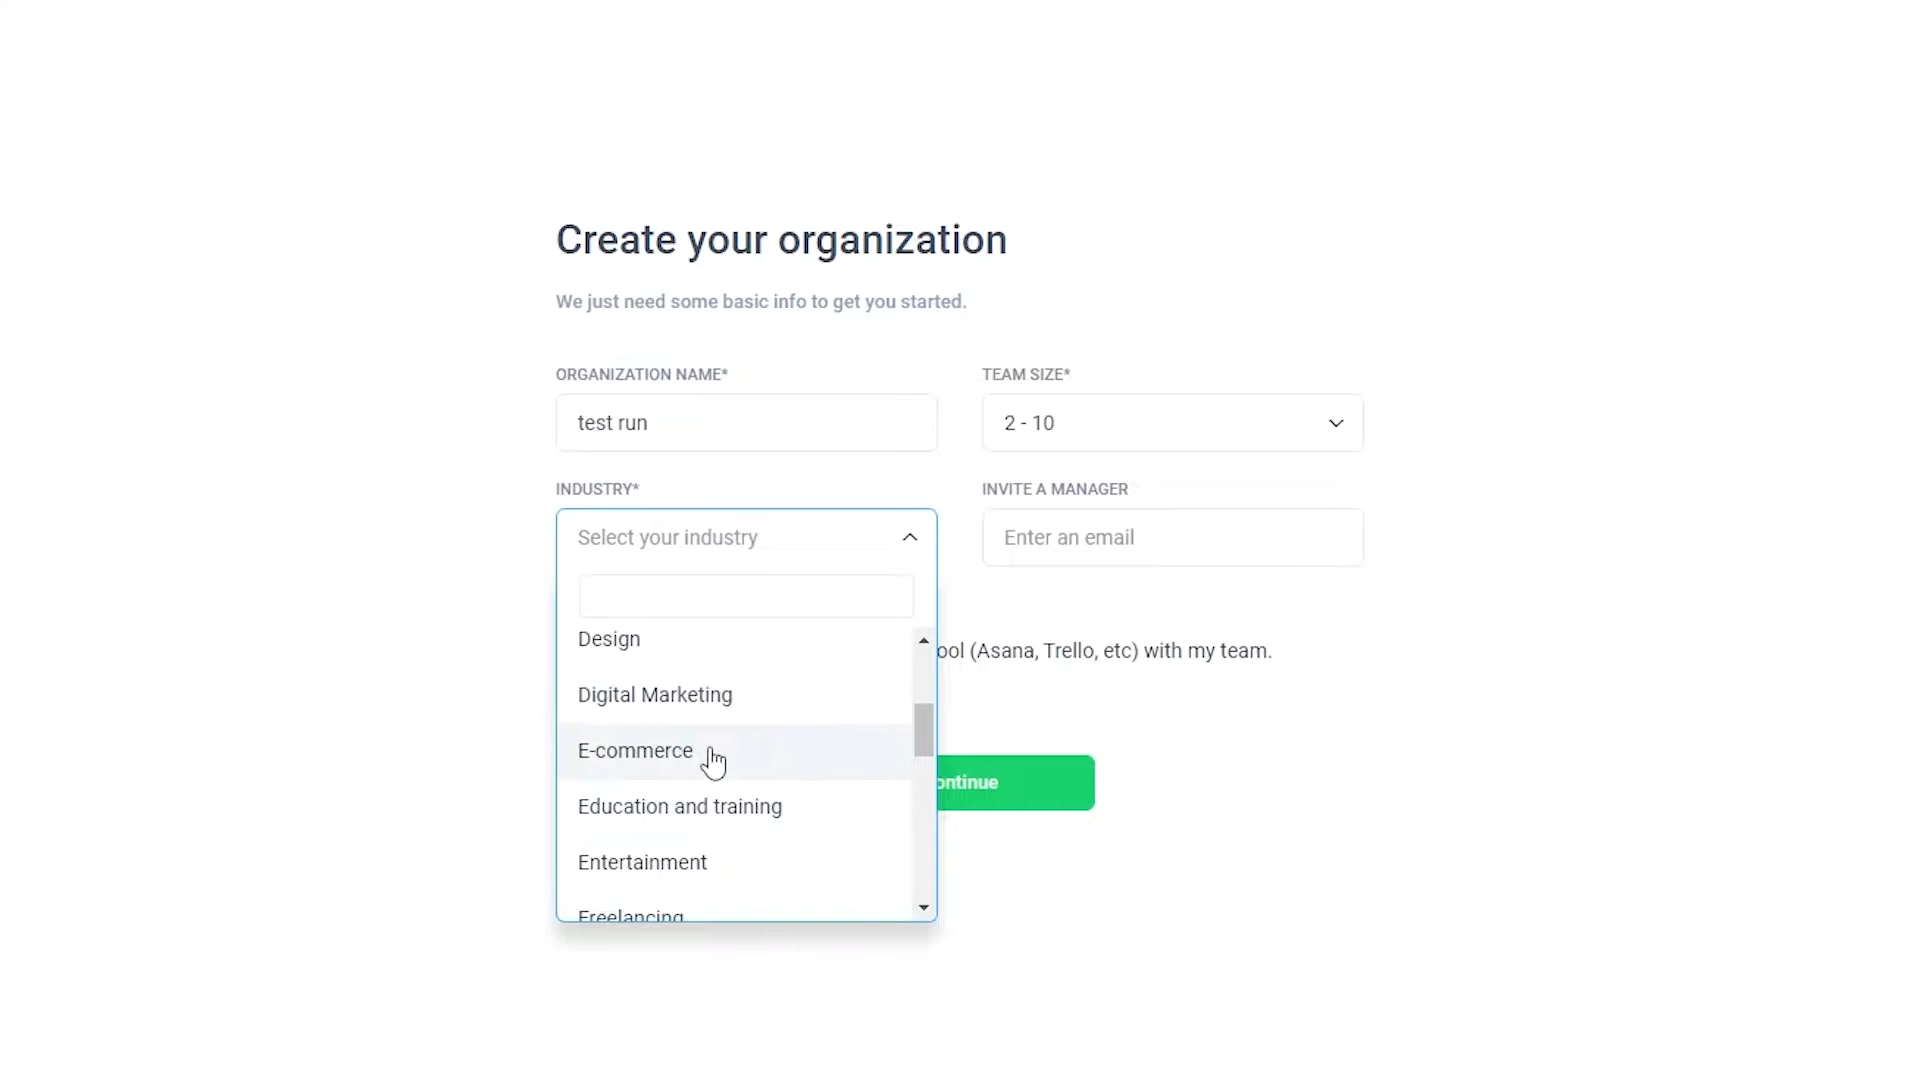 Create your organization
We just need some basic info to get you started.
ORGANIZATION NAME*
test run
TEAM SIZE*
2 - 10
INDUSTRY*
Select your industry
INVITE A MANAGER
Enter an email
Design
Digital Marketing
E-commerce
Education and training
Entertainment
Freelancing
(Asana, Trello, etc) with my team.